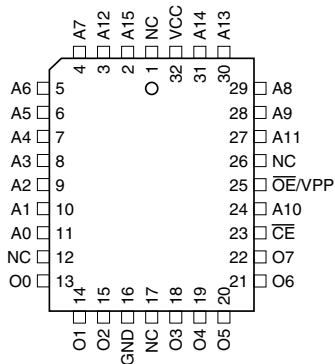 A7 A12 A15 NC VCC A14 A13
4 3 2 1 32 31 30
A6 5 29 A8
A5 6 28 A9
A4 7 27 A11
A3 8 26 NC
A2 9 25 OE/VPP
A1 10 24 A10
A0 11 23 CE
NC 12 22 O7
O0 13 21 O6
14 15 16 17 18 19 20
O1 O2 GND NC O3 O4 O5